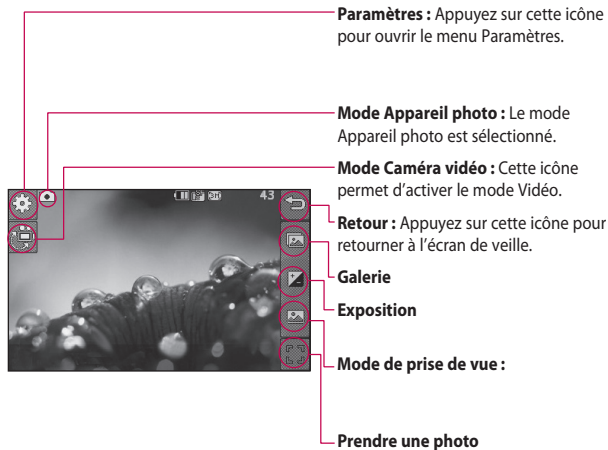 Paramètres : Appuyez sur cette icône
pour ouvrir le menu Paramètres.
Mode Appareil photo : Le mode
Appareil photo est sélectionné.
Mode Caméra vidéo : Cette icône
permet d'activer le mode Vidéo.
43
Retour : Appuyez sur cette icône pour
retourner à l'écran de veille.
Galerie
Exposition
Mode de prise de vue :
Prendre une photo